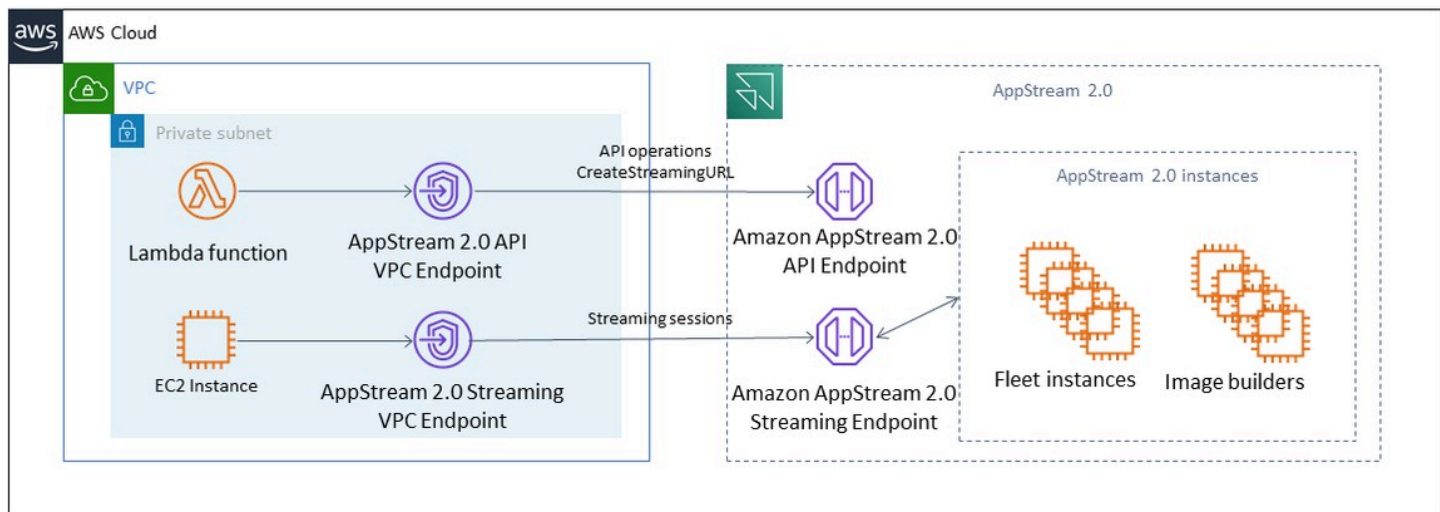 aws
AWS Cloud
VPC
AppStream 2.0
Private subnet
API operations
CreateStreamingURL
AppStream 2.0 instances
Lambda function
AppStream 2.0 API
VPC Endpoint
Amazon AppStream 2.0
API Endpoint
Streaming sessions
EC2 Instance
AppStream 2.0 Streaming
VPC Endpoint
Amazon AppStream 2.0
Streaming Endpoint
Fleet instances
Image builders